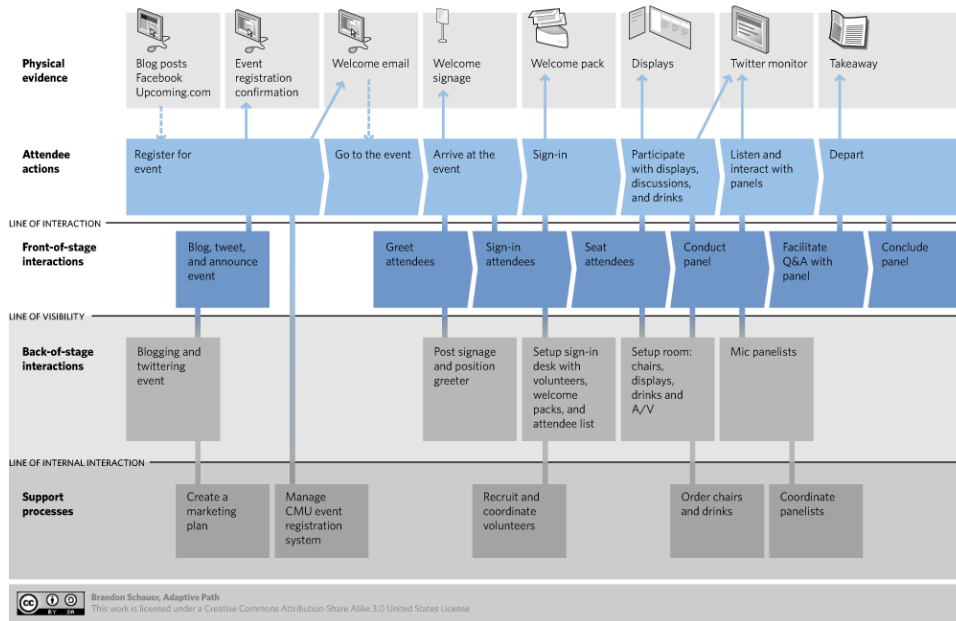 Physical
evidence
Blog posts
Facebook
Upcoming.com
Event
registration
confirmation
Welcome email
Welcome
signage
Welcome pack
Displays
Twitter monitor
Takeaway
Attendee
actions
Register for
event
Go to the event
Arrive at the
event
Sign-in
Participate
with displays,
discussions,
and drinks
Listen and
interact with
panels
Depart
LINE OF INTERACTION
Front-of-stage
interactions
Blog, tweet,
and announce
event
Greet
attendees
Sign-in
attendees
Seat
attendees
Conduct
panel
Facilitate
Q&A with
panel
Conclude
panel
LINE OF VISIBILITY
Back-of-stage
interactions
Blogging and
twittering
event
Post signage
and position
greeter
Setup sign-in
desk with
volunteers,
welcome
packs, and
attendee list
Setup room:
chairs,
displays,
drinks and
A/V
Mic panelists
LINE OF INTERNAL INTERACTION
Support
processes
Create a
marketing
plan
Manage
CMU event
registration
system
Recruit and
coordinate
volunteers
Order chairs
and drinks
Coordinate
panelists
cc
BY SA
Brandon Schauer, Adaptive Path
This work is licensed under a Creative Commons Attribution-Share Alike 3.0 United States License